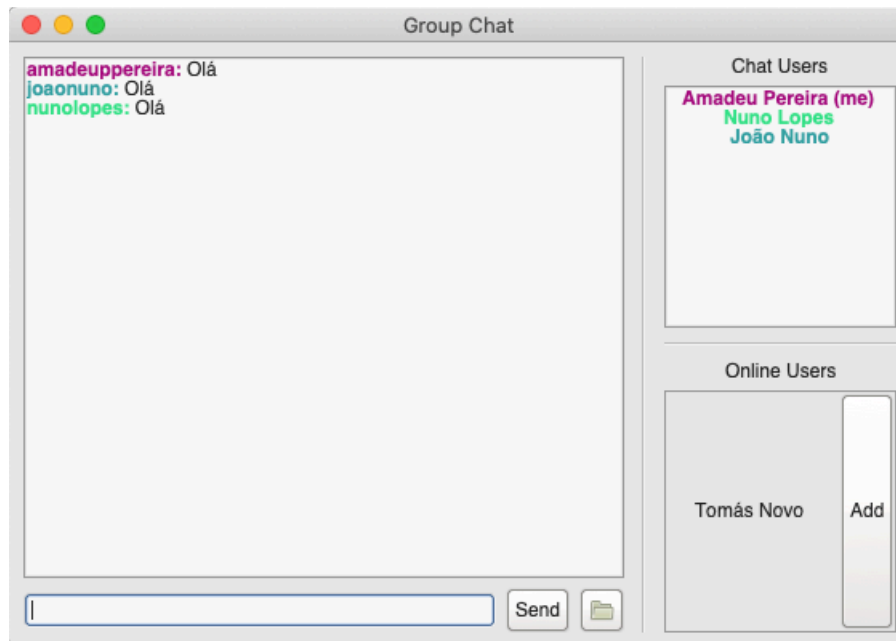 Group Chat
amadeuppereira: Olá
joaonuno: Olá
nunolopes: Olá
Send
Chat Users
Amadeu Pereira (me)
Nuno Lopes
João Nuno
Online Users
Tomás Novo
Add